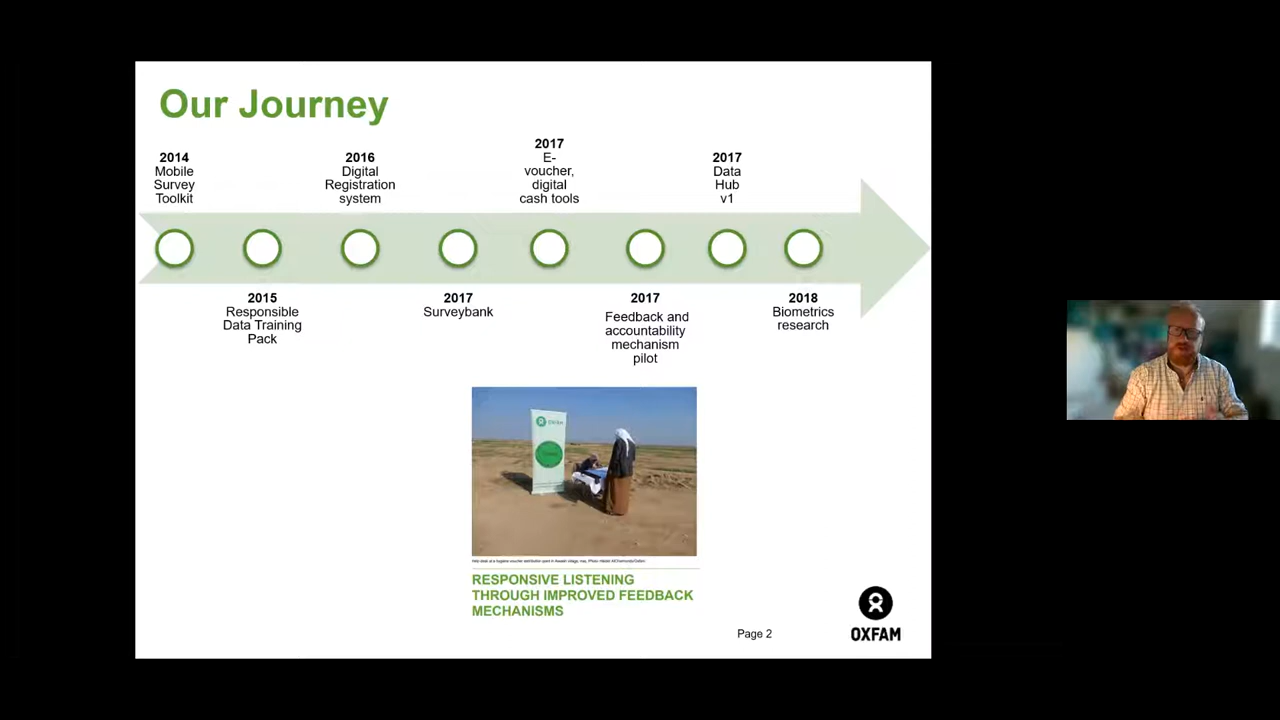 Our Journey
2014
Mobile
Survey
Toolkit
2015
Responsible
Data Training
Pack
2016
Digital
Registration
system
2017
Surveybank
2017
E-
voucher,
digital
cash tools
2017
Feedback and
accountability
mechanism
pilot
2017
Data
Hub
v1
2018
Biometrics
research
OXFAM
RESPONSIVE LISTENING
THROUGH IMPROVED FEEDBACK
MECHANISMS
Page 2
OXFAM